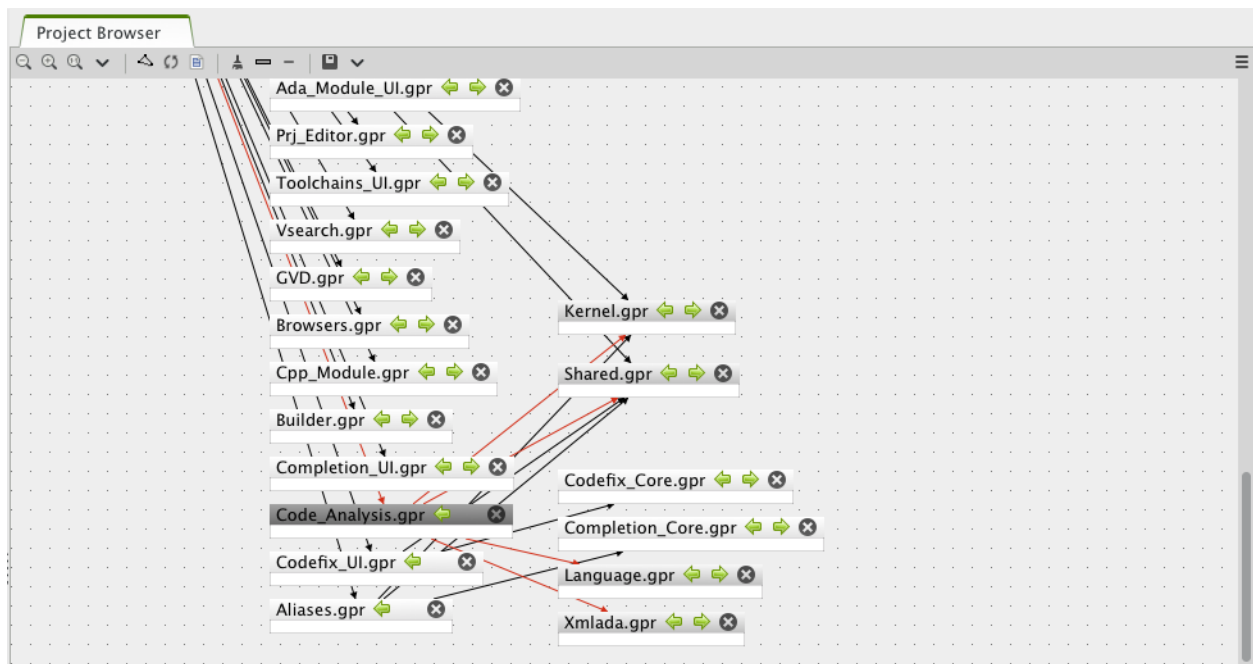 Project Browser
Ada_Module_UI.gpr
Prj_Editor.gpr
Toolchains_UI.gpr
Vsearch.gpr
GVD.gpr
Browsers.gpr
Cpp_Module.gpr
Builder.gpr
Completion_UI.gpr
Code_Analysis.gpr
Codefix_UI.gpr
Aliases.gpr
Kernel.gpr
Shared.gpr
Codefix_Core.gpr
Completion_Core.gpr
Language.gpr
Xmlada.gpr